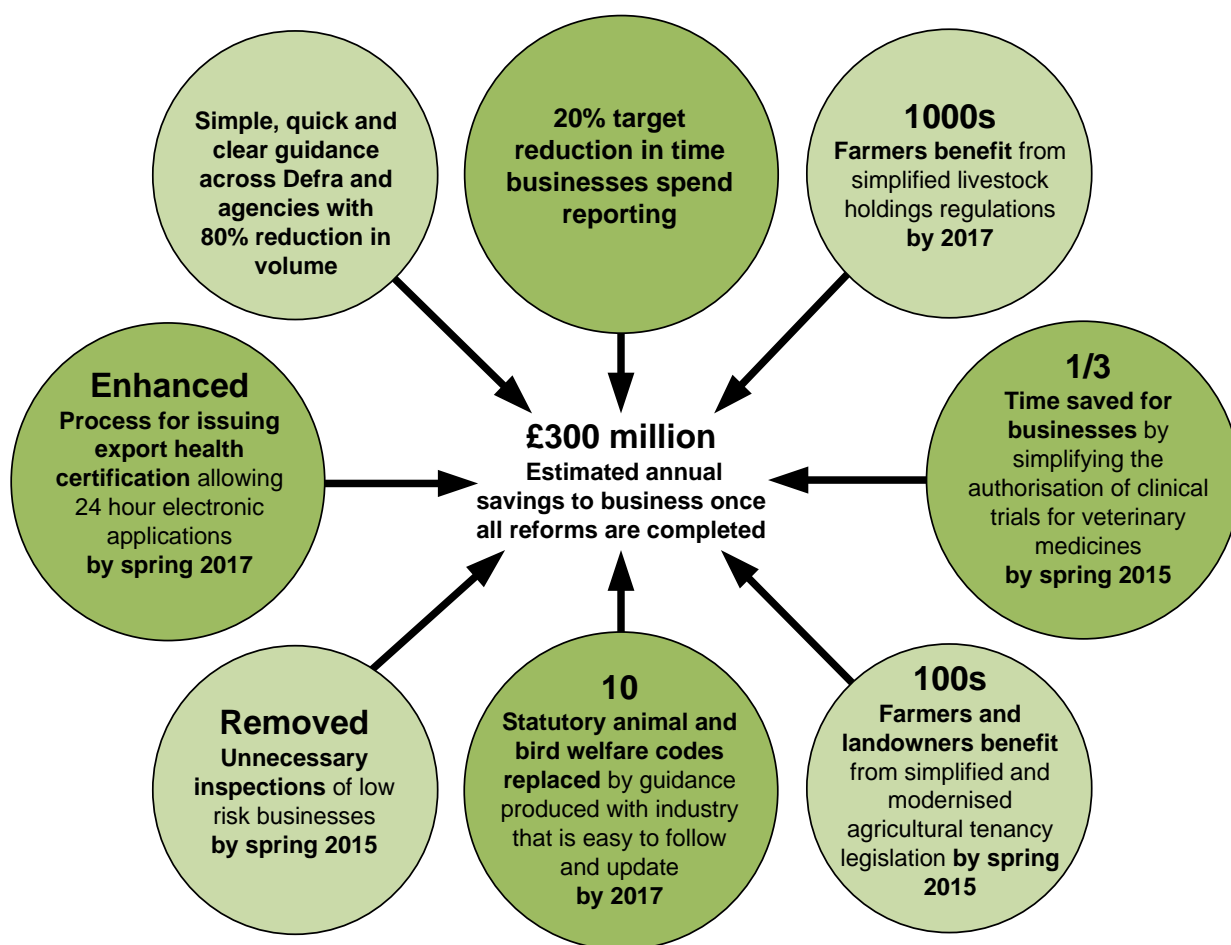 Simple, quick and
clear guidance
across Defra and
agencies with
80% reduction in
volume
20% target
reduction in time
businesses spend
reporting
1000s
Farmers benefit from
simplified livestock
holdings regulations
by 2017
Enhanced
Process for issuing
export health
certification allowing
24 hour electronic
applications
by spring 2017
£300 million
Estimated annual
savings to business once
all reforms are completed
1/3
Time saved for
businesses by
simplifying the
authorisation of clinical
trials for veterinary
medicines
by spring 2015
Removed
Unnecessary
inspections of low
risk businesses
by spring 2015
10
Statutory animal and
bird welfare codes
replaced by guidance
produced with industry
that is easy to follow
and update
by 2017
100s
Farmers and
landowners benefit
from simplified and
modernised
agricultural tenancy
legislation by spring
2015